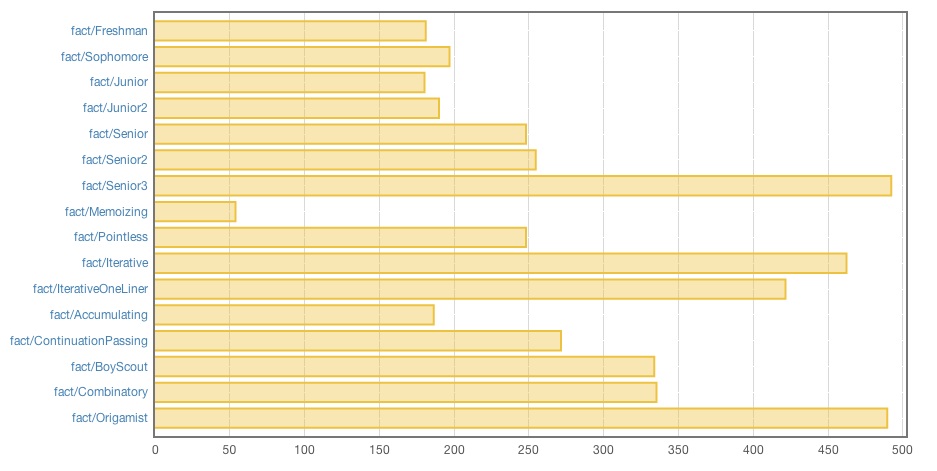 fact/Freshman
fact/Sophomore
fact/Junior
fact/Junior2
fact/Senior
fact/Senior2
fact/Senior3
fact/Memoizing
fact/Pointless
fact/Iterative
fact/IterativeOneLiner
fact/Accumulating
fact/ContinuationPassing
fact/BoyScout
fact/Combinatory
fact/Origamist
0 50 100 150 200 250 300 350 400 450 500